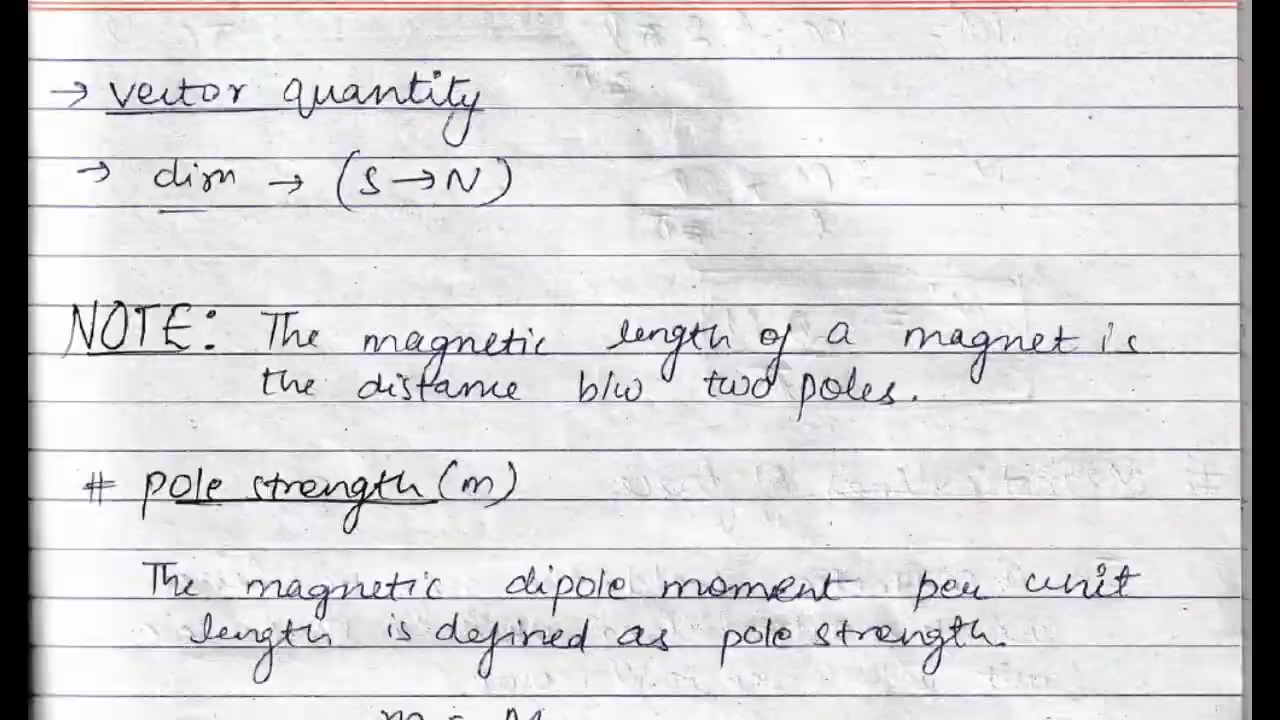 → vector quantity
→ dirn → (S→N)
NOTE: The magnetic length of a magnet is
the distance b/w two poles.
# pole strength (m)
The magnetic dipole moment per unit
length is defined as pole strength.